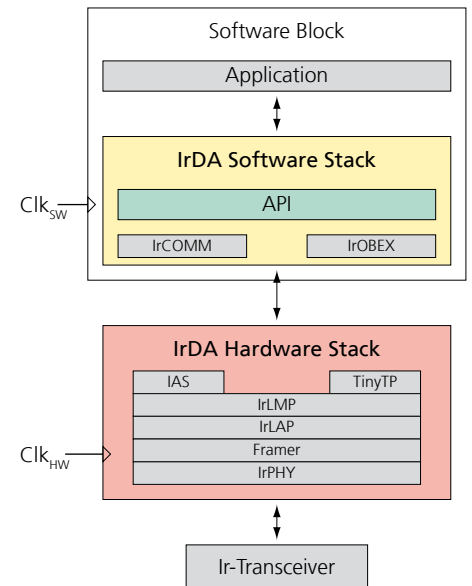 Software Block
Application
IrDA Software Stack
Clk_SW
API
IrCOMM
IrOBEX
IrDA Hardware Stack
IAS
TinyTP
IrLMP
IrLAP
Framer
Clk_HW
IrPHY
Ir-Transceiver